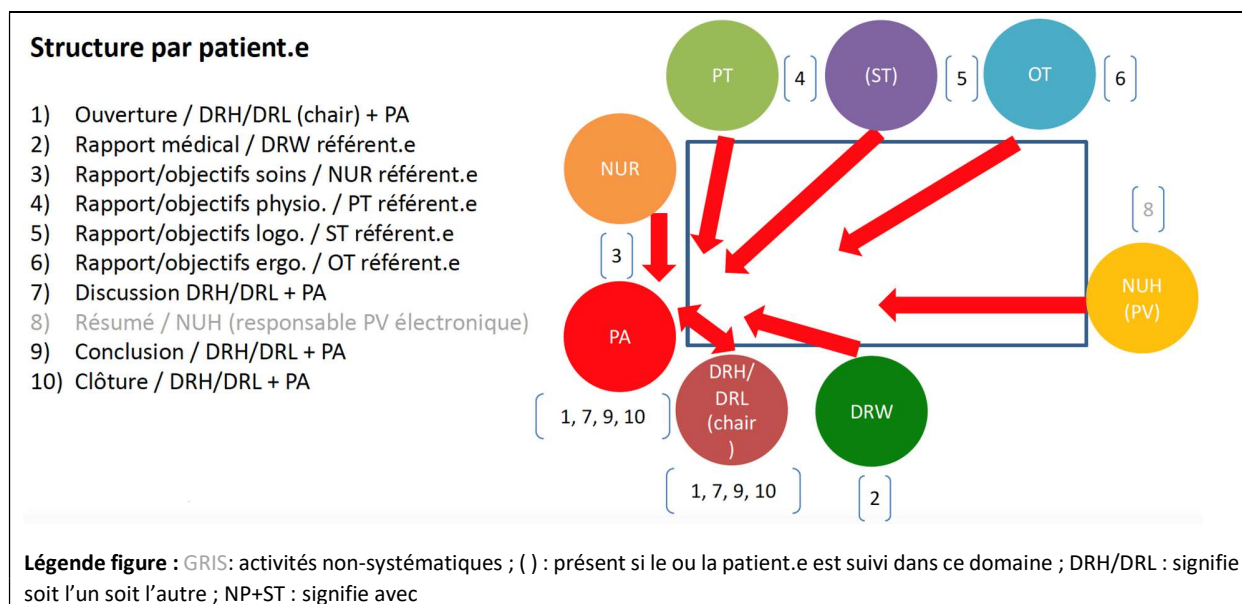 Structure par patient.e
1) Ouverture / DRH/DRL (chair) + PA
2) Rapport médical / DRW référent.e
3) Rapport/objectifs soins / NUR référent.e
4) Rapport/objectifs physio. / PT référent.e
5) Rapport/objectifs logo. / ST référent.e
6) Rapport/objectifs ergo. / OT référent.e
7) Discussion DRH/DRL + PA
8) Résumé / NUH (responsable PV électronique)
9) Conclusion / DRH/DRL + PA
10) Clôture / DRH/DRL + PA
PT
4
(ST)
5
OT
6
NUR
3
8
NUH
(PV)
PA
1, 7, 9, 10
DRH/
DRL
(chair
)
1, 7, 9, 10
DRW
2
Légende figure : GRIS: activités non-systématiques ; ( ) : présent si le ou la patient.e est suivi dans ce domaine ; DRH/DRL : signifie
soit l'un soit l'autre ; NP+ST : signifie avec